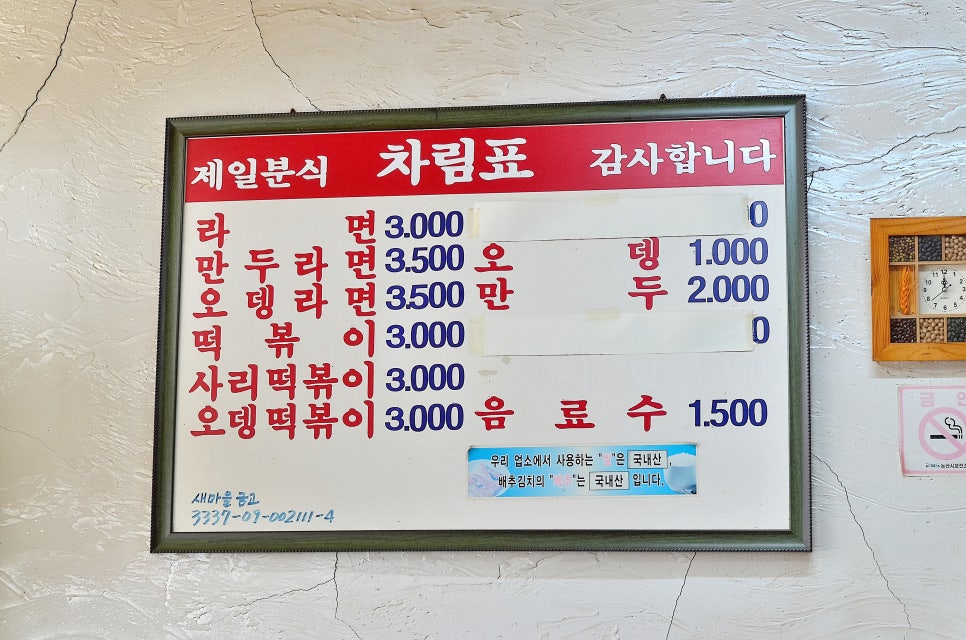 제일분식 차림표 감사합니다
라면 3.000
만두라면 3.500
오뎅라면 3.500
떡볶이 3.000
사리떡볶이 3.000
오뎅떡볶이 3.000
0
오뎅 1.000
만두 2.000
0
음료수 1.500
우리 업소에서 사용하는 "쌀"은 국내산,
배추김치의 "배추"는 국내산 입니다.
새마을금고
3337-09-002111-4
금연